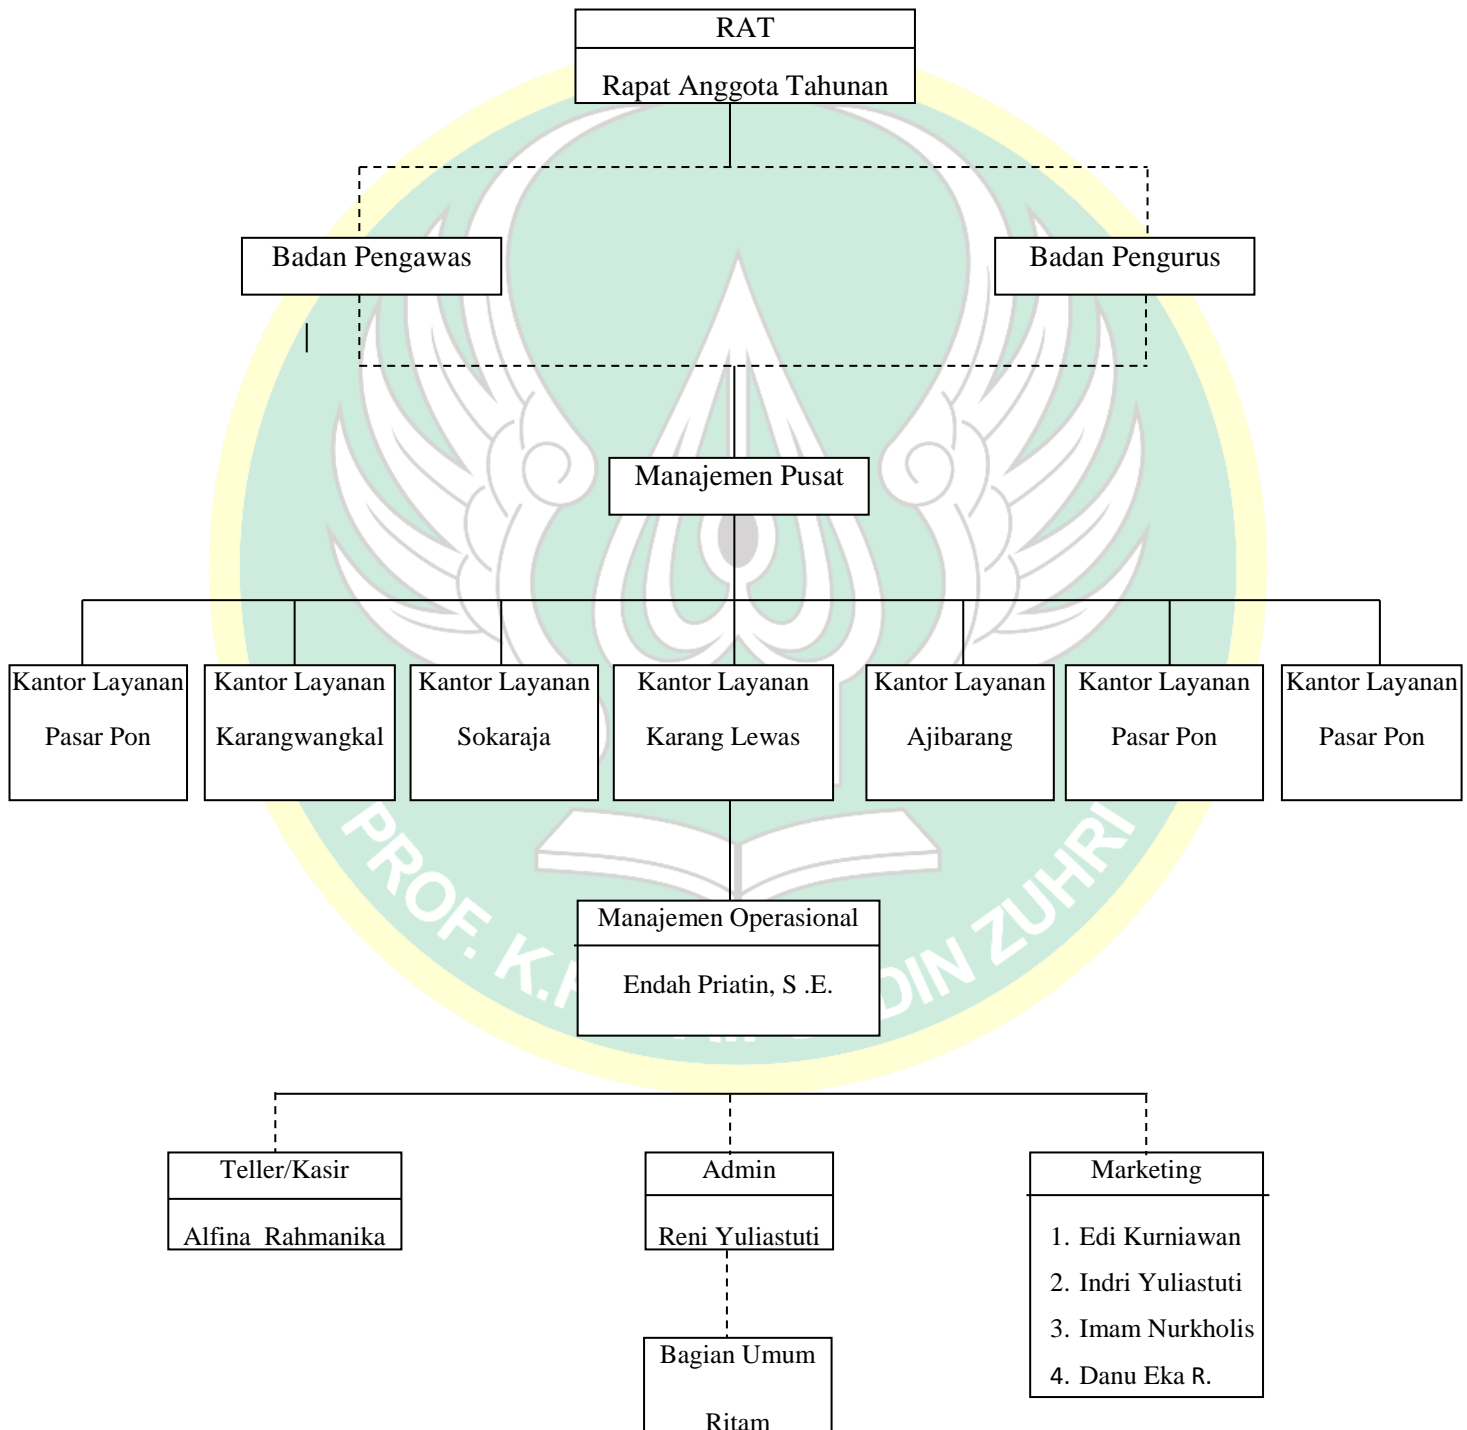 RAT
Rapat Anggota Tahunan
Badan Pengawas
Badan Pengurus
Manajemen Pusat
Kantor Layanan
Pasar Pon
Kantor Layanan
Karangwangkal
Kantor Layanan
Sokaraja
Kantor Layanan
Karang Lewas
Kantor Layanan
Ajibarang
Kantor Layanan
Pasar Pon
Kantor Layanan
Pasar Pon
Manajemen Operasional
Endah Priatin, S .E.
PROF. K.H. DIN ZUHRI
Teller/Kasir
Alfina Rahmanika
Admin
Reni Yuliastuti
Marketing
1. Edi Kurniawan
2. Indri Yuliastuti
3. Imam Nurkholis
4. Danu Eka R.
Bagian Umum
Ritam